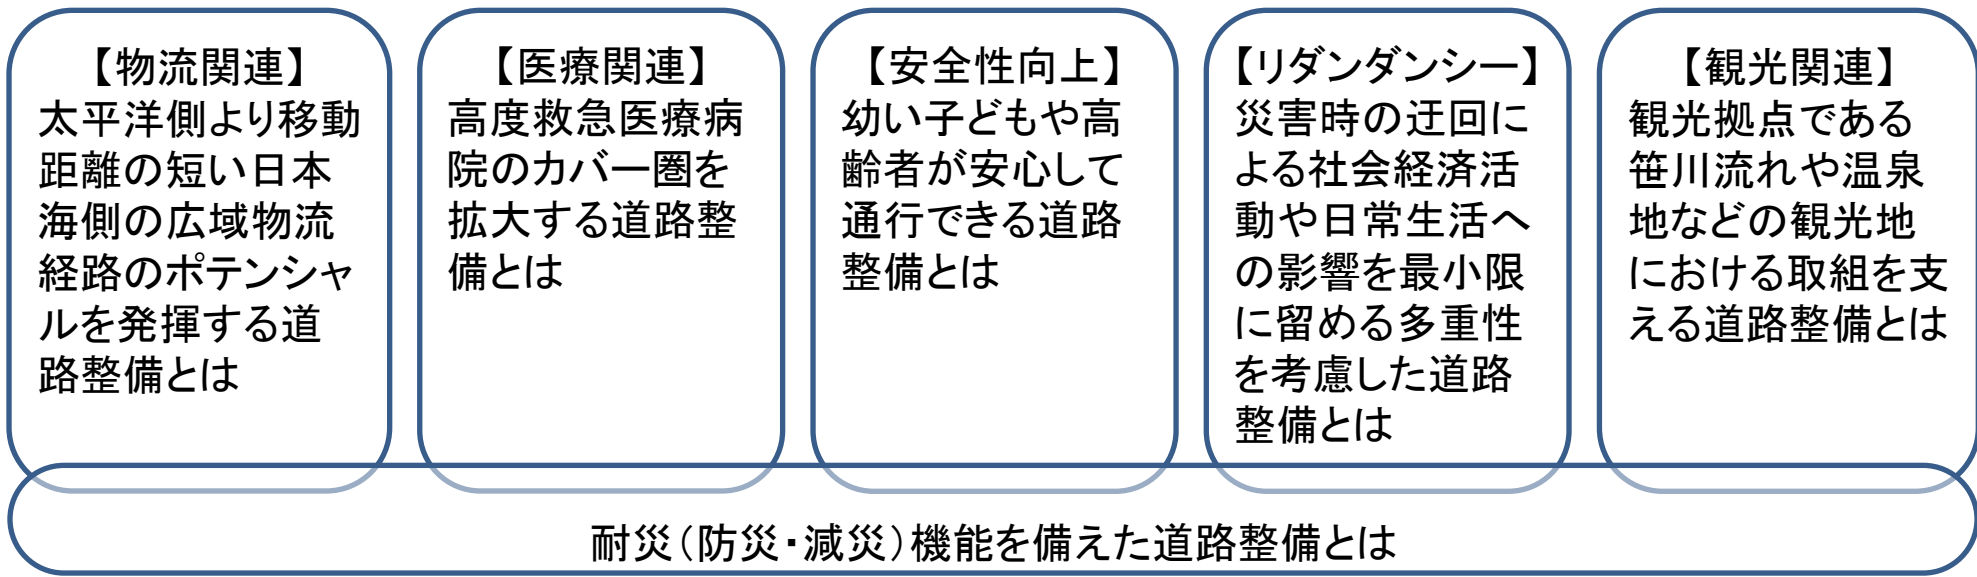 【物流関連】
太平洋側より移動
距離の短い日本
海側の広域物流
経路のポテンシャ
ルを発揮する道
路整備とは
【医療関連】
高度救急医療病
院のカバー圏を
拡大する道路整
備とは
【安全性向上】
幼い子どもや高
齢者が安心して
通行できる道路
整備とは
【リダンダンシー】
災害時の迂回に
よる社会経済活
動や日常生活へ
の影響を最小限
に留める多重性
を考慮した道路
整備とは
【観光関連】
観光拠点である
笹川流れや温泉
地などの観光地
における取組を支
える道路整備とは
耐災(防災・減災)機能を備えた道路整備とは